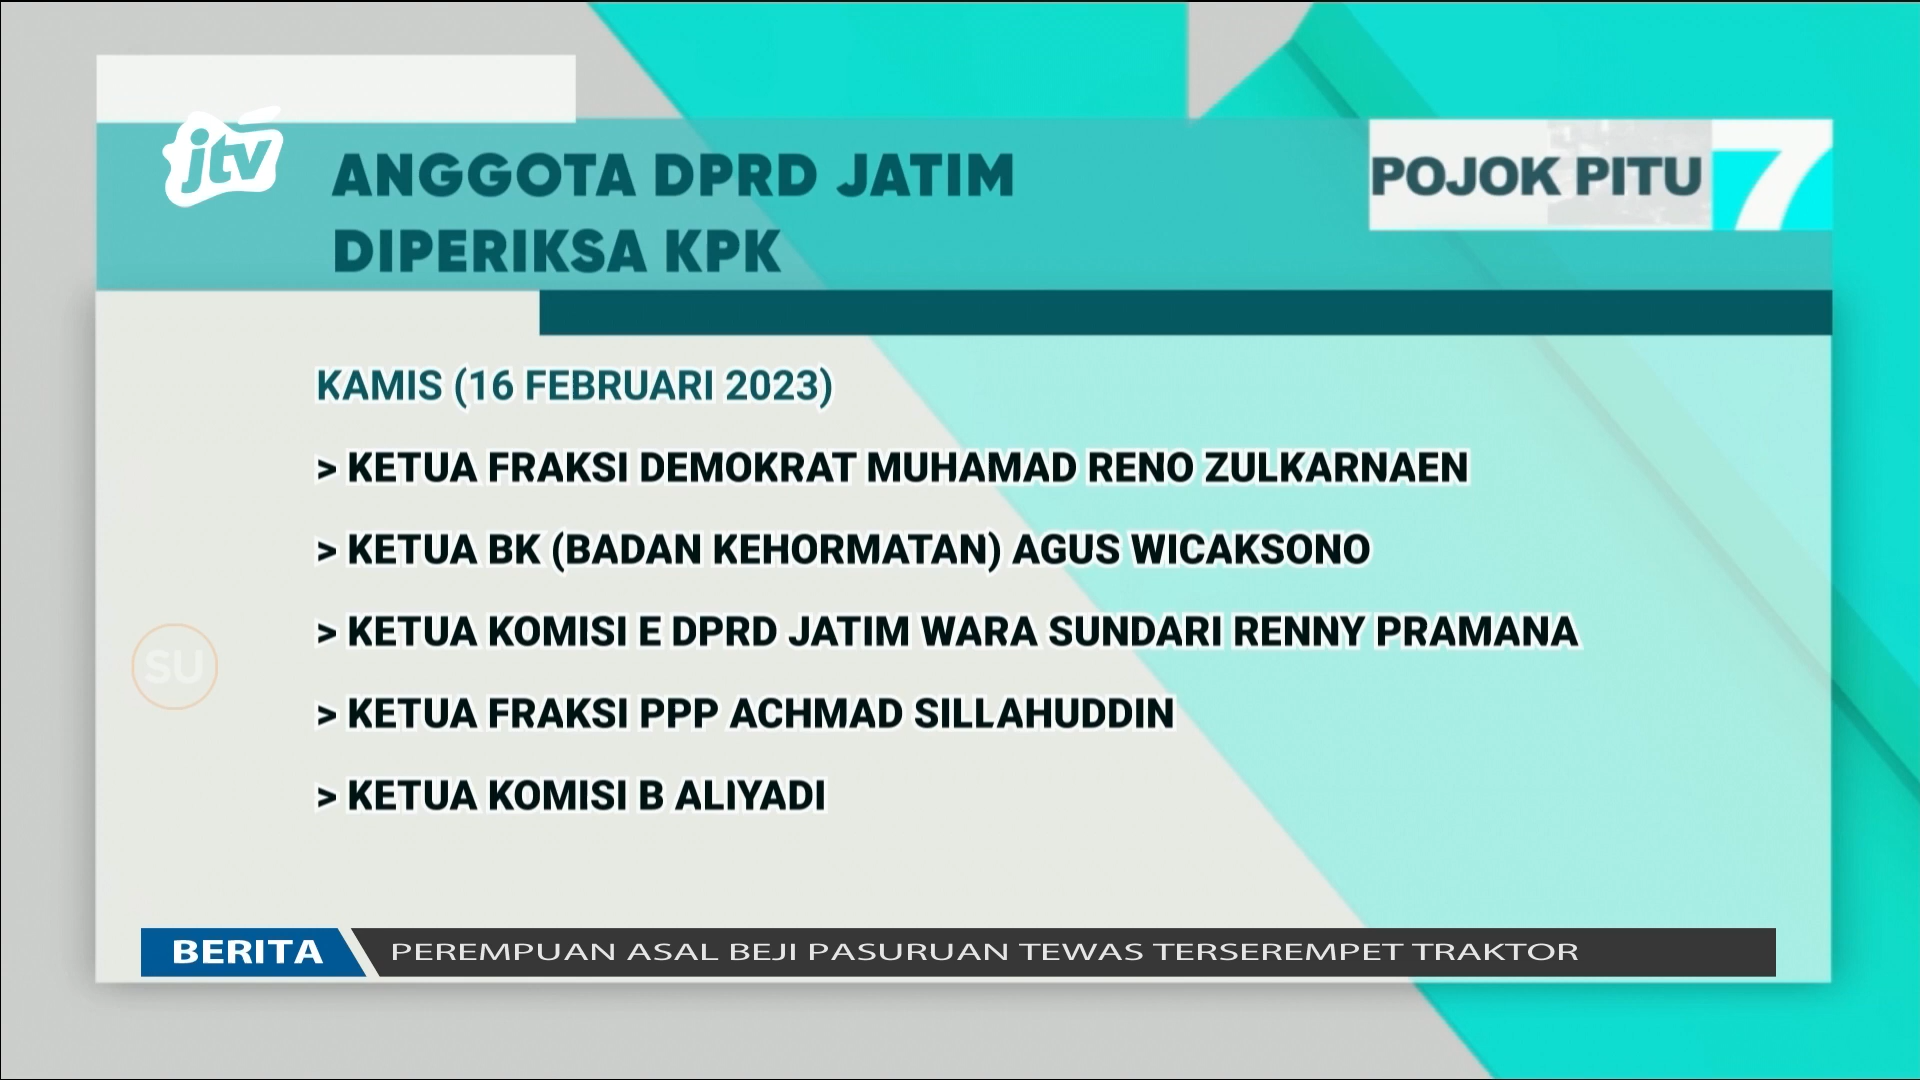 jtv
ANGGOTA DPRD JATIM
DIPERIKSA KPK
POJOK PITU 7
KAMIS (16 FEBRUARI 2023)
> KETUA FRAKSI DEMOKRAT MUHAMAD RENO ZULKARNAEN
> KETUA BK (BADAN KEHORMATAN) AGUS WICAKSONO
> KETUA KOMISI E DPRD JATIM WARA SUNDARI RENNY PRAMANA
SU
> KETUA FRAKSI PPP ACHMAD SILLAHUDDIN
> KETUA KOMISI B ALIYADI
BERITA PEREMPUAN ASAL BEJI PASURUAN TEWAS TERSEREMPET TRAKTOR